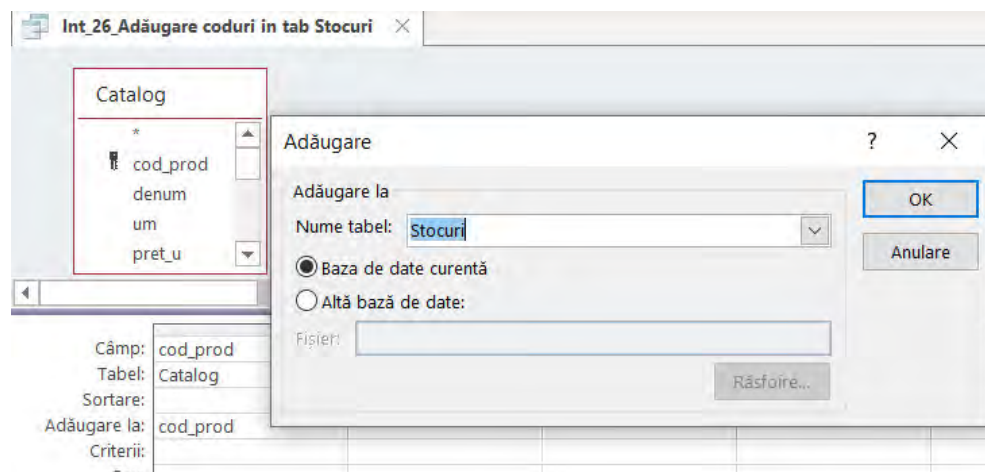 Int_26_Adăugare coduri in tab Stocuri
Catalog
*
cod_prod
denum
um
pret_u
Adăugare ? ×
Adăugare la
Nume tabel: Stocuri
OK
Baza de date curentă
Anulare
Altă bază de date:
Fișier:
Răsfoire...
Câmp: cod_prod
Tabel: Catalog
Sortare:
Adăugare la: cod_prod
Criterii: